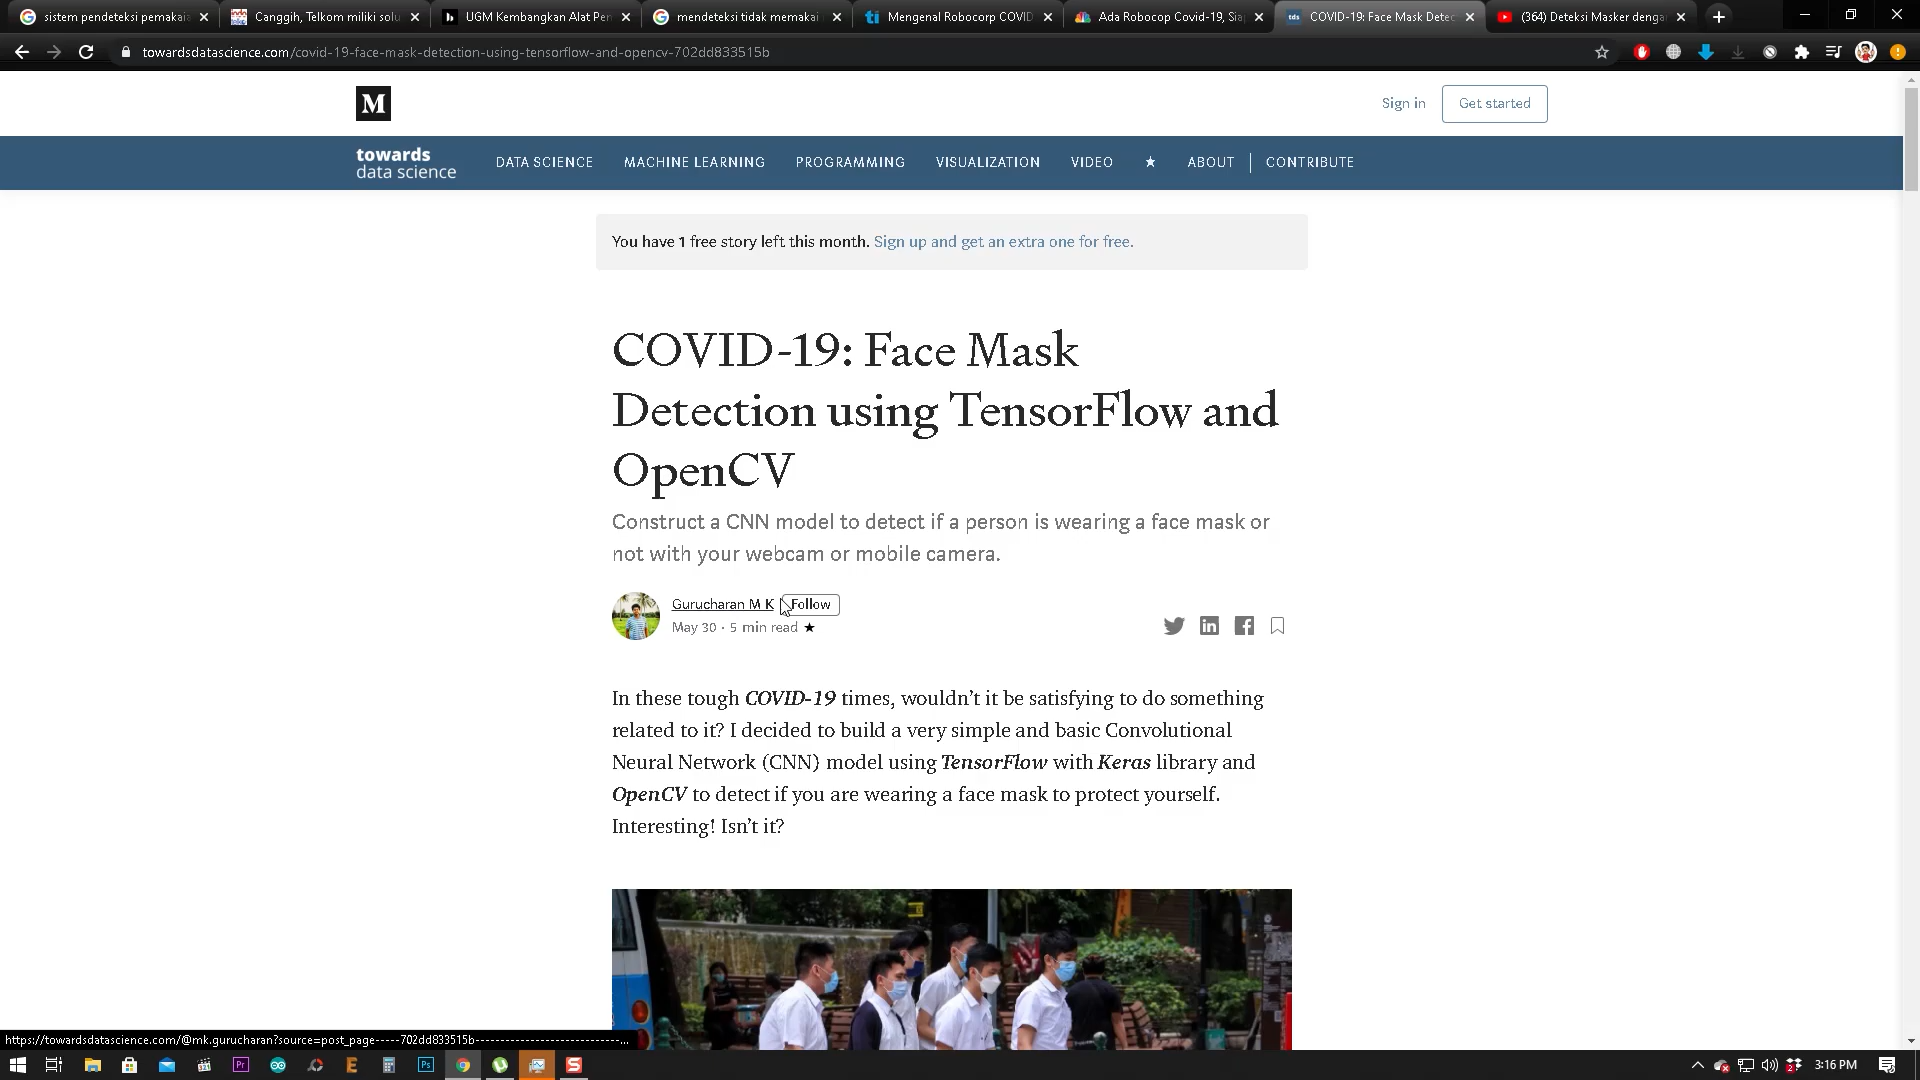 sistem pendeteksi pemakaia
Canggih, Telkom miliki solu
UGM Kembangkan Alat Pen
mendeteksi tidak memakai
Mengenal Robocorp COVID
Ada Robocop Covid-19, Sia
COVID-19: Face Mask Detec
(364) Deteksi Masker denga
towardsdatascience.com/covid-19-face-mask-detection-using-tensorflow-and-opencv-702dd833515b
M
Sign in
Get started
towards
data science
DATA SCIENCE
MACHINE LEARNING
PROGRAMMING
VISUALIZATION
VIDEO
ABOUT
CONTRIBUTE
You have 1 free story left this month. Sign up and get an extra one for free.
COVID-19: Face Mask
Detection using TensorFlow and
OpenCV
Construct a CNN model to detect if a person is wearing a face mask or
not with your webcam or mobile camera.
Gurucharan M K
Follow
May 30 · 5 min read ★
In these tough COVID-19 times, wouldn’t it be satisfying to do something
related to it? I decided to build a very simple and basic Convolutional
Neural Network (CNN) model using TensorFlow with Keras library and
OpenCV to detect if you are wearing a face mask to protect yourself.
Interesting! Isn’t it?
https://towardsdatascience.com/@mk.gurucharan?source=post_page-----702dd833515b----------------------------...
3:16 PM